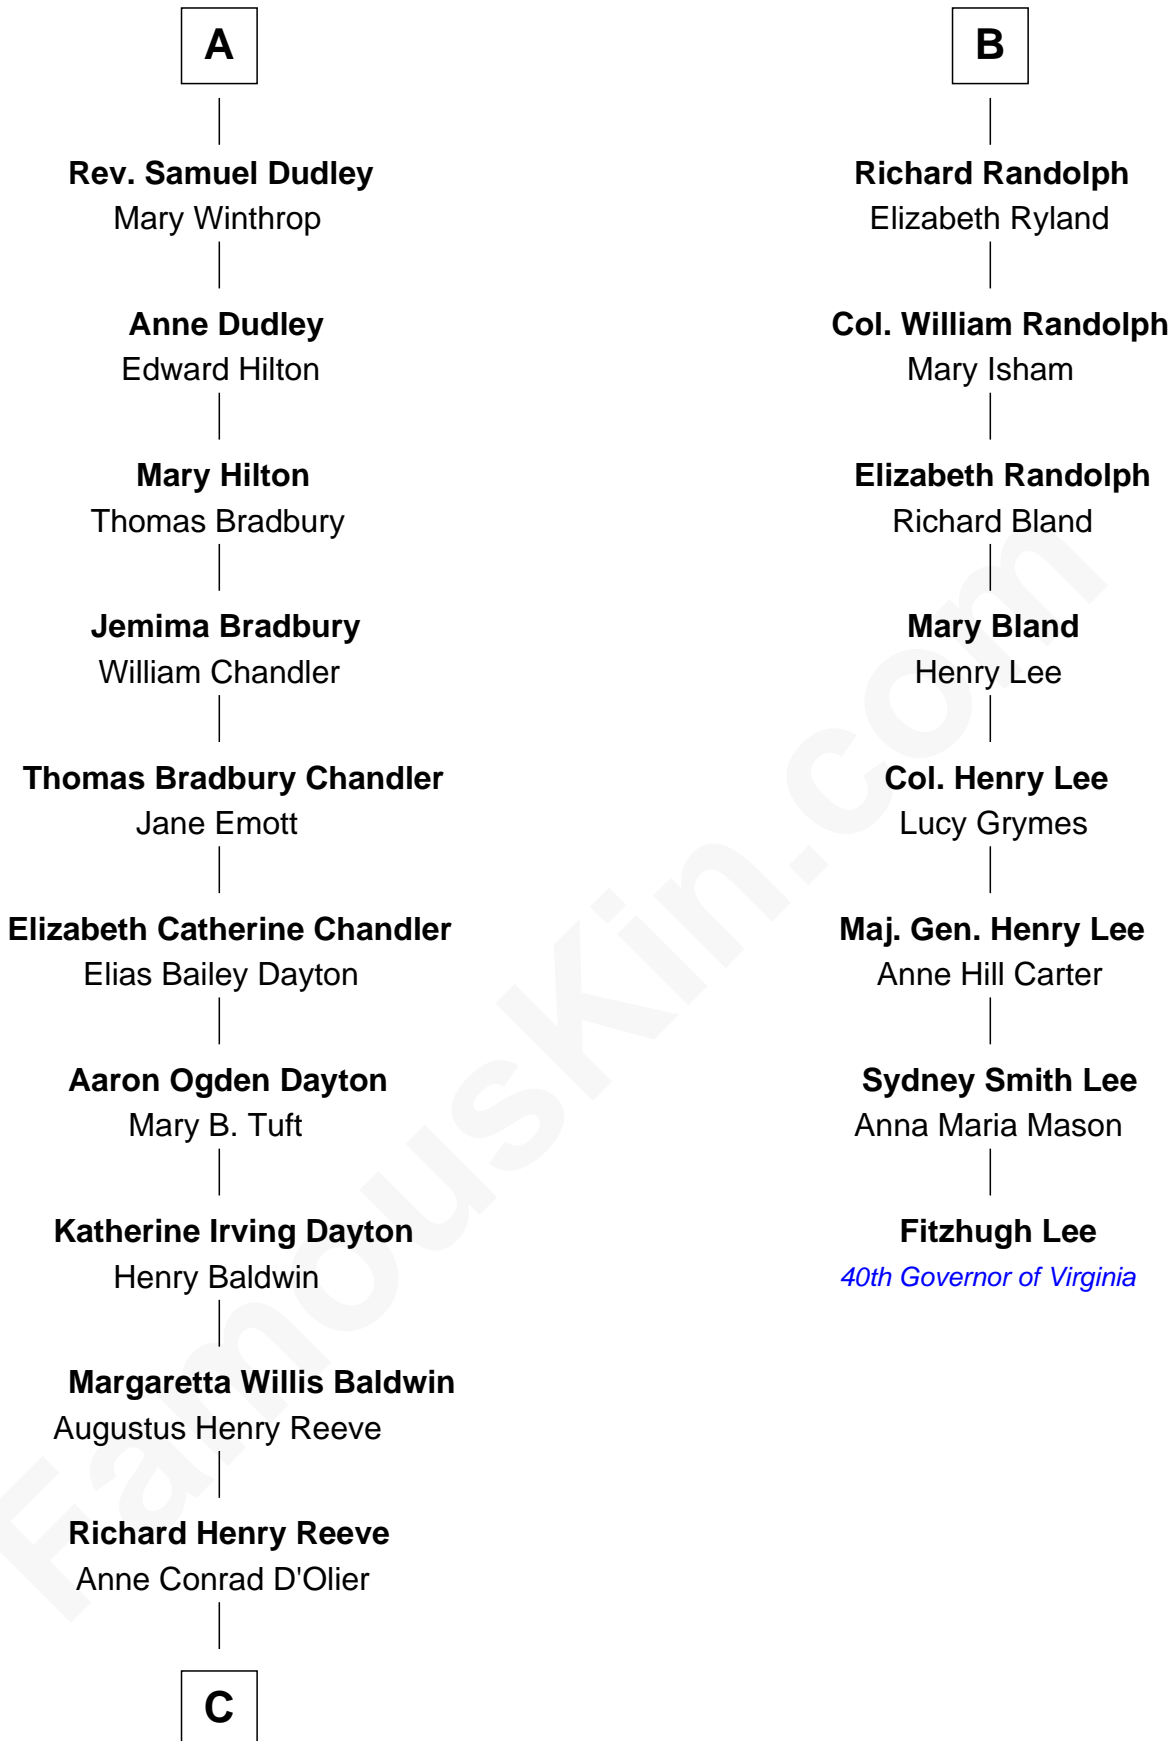 A
Rev. Samuel Dudley
Mary Winthrop
Anne Dudley
Edward Hilton
Mary Hilton
Thomas Bradbury
Jemima Bradbury
William Chandler
Thomas Bradbury Chandler
Jane Emott
Elizabeth Catherine Chandler
Elias Bailey Dayton
Aaron Ogden Dayton
Mary B. Tuft
Katherine Irving Dayton
Henry Baldwin
Margaretta Willis Baldwin
Augustus Henry Reeve
Richard Henry Reeve
Anne Conrad D'Olier
C
B
Richard Randolph
Elizabeth Ryland
Col. William Randolph
Mary Isham
Elizabeth Randolph
Richard Bland
Mary Bland
Henry Lee
Col. Henry Lee
Lucy Grymes
Maj. Gen. Henry Lee
Anne Hill Carter
Sydney Smith Lee
Anna Maria Mason
Fitzhugh Lee
40th Governor of Virginia
FamousKin.com